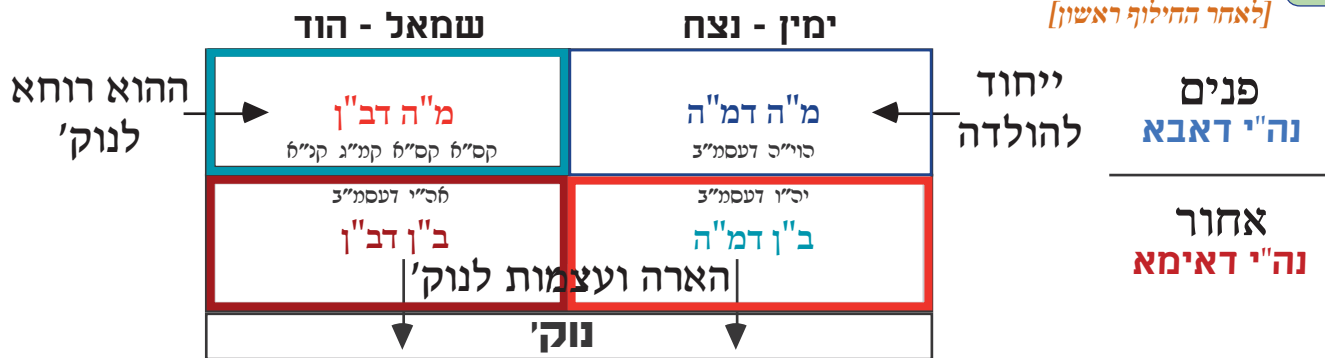 [לאחר החילוף ראשון]
ימין - נצח
שמאל - הוד
פנים
נה"י דאבא
ייחוד
להולדה
מ"ה דמ"ה
הוי"ה דעסמ"ב
מ"ה דב"ן
קס"א קס"א קמ"ג קנ"א
ההוא רוחא
לנוק'
אחור
נה"י דאימא
יה"ו דעסמ"ב
ב"ן דמ"ה
אה"י דעסמ"ב
ב"ן דב"ן
הארה ועצמות לנוק'
נוק'